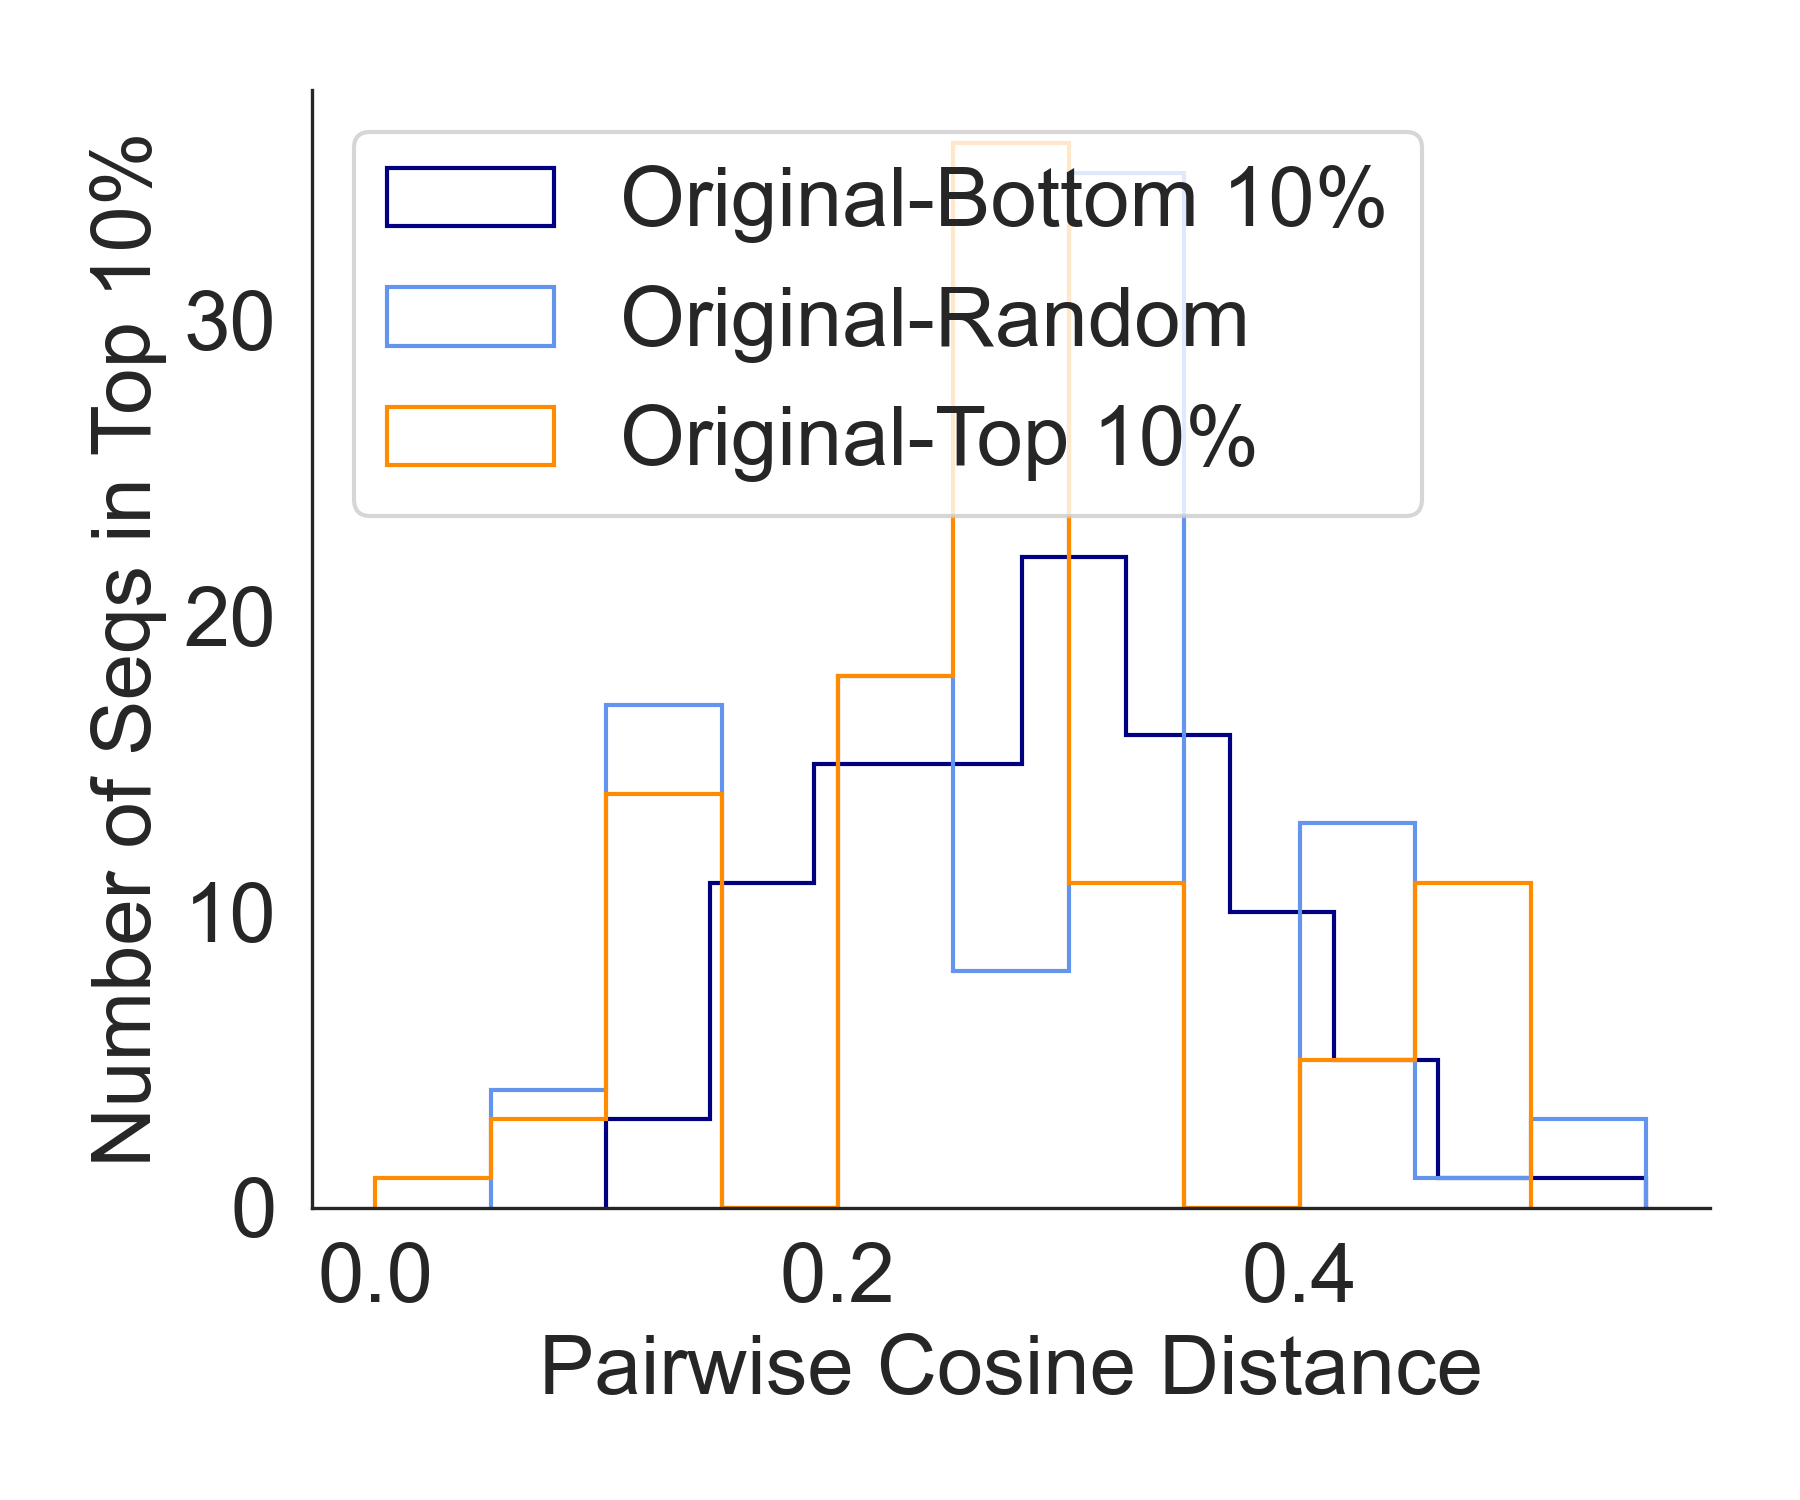 Original-Bottom 10%
Original-Random
Original-Top 10%
Number of Seqs in Top 10%
30
20
10
0
0.0 0.2 0.4
Pairwise Cosine Distance